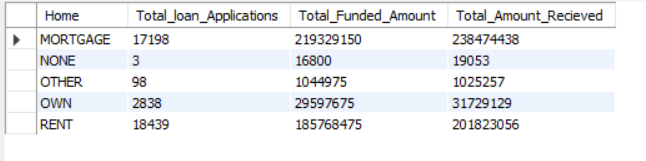 Home Total_loan_Applications Total_Funded_Amount Total_Amount_Recieved
MORTGAGE 17198 219329150 238474438
NONE 3 16800 19053
OTHER 98 1044975 1025257
OWN 2838 29597675 31729129
RENT 18439 185768475 201823056